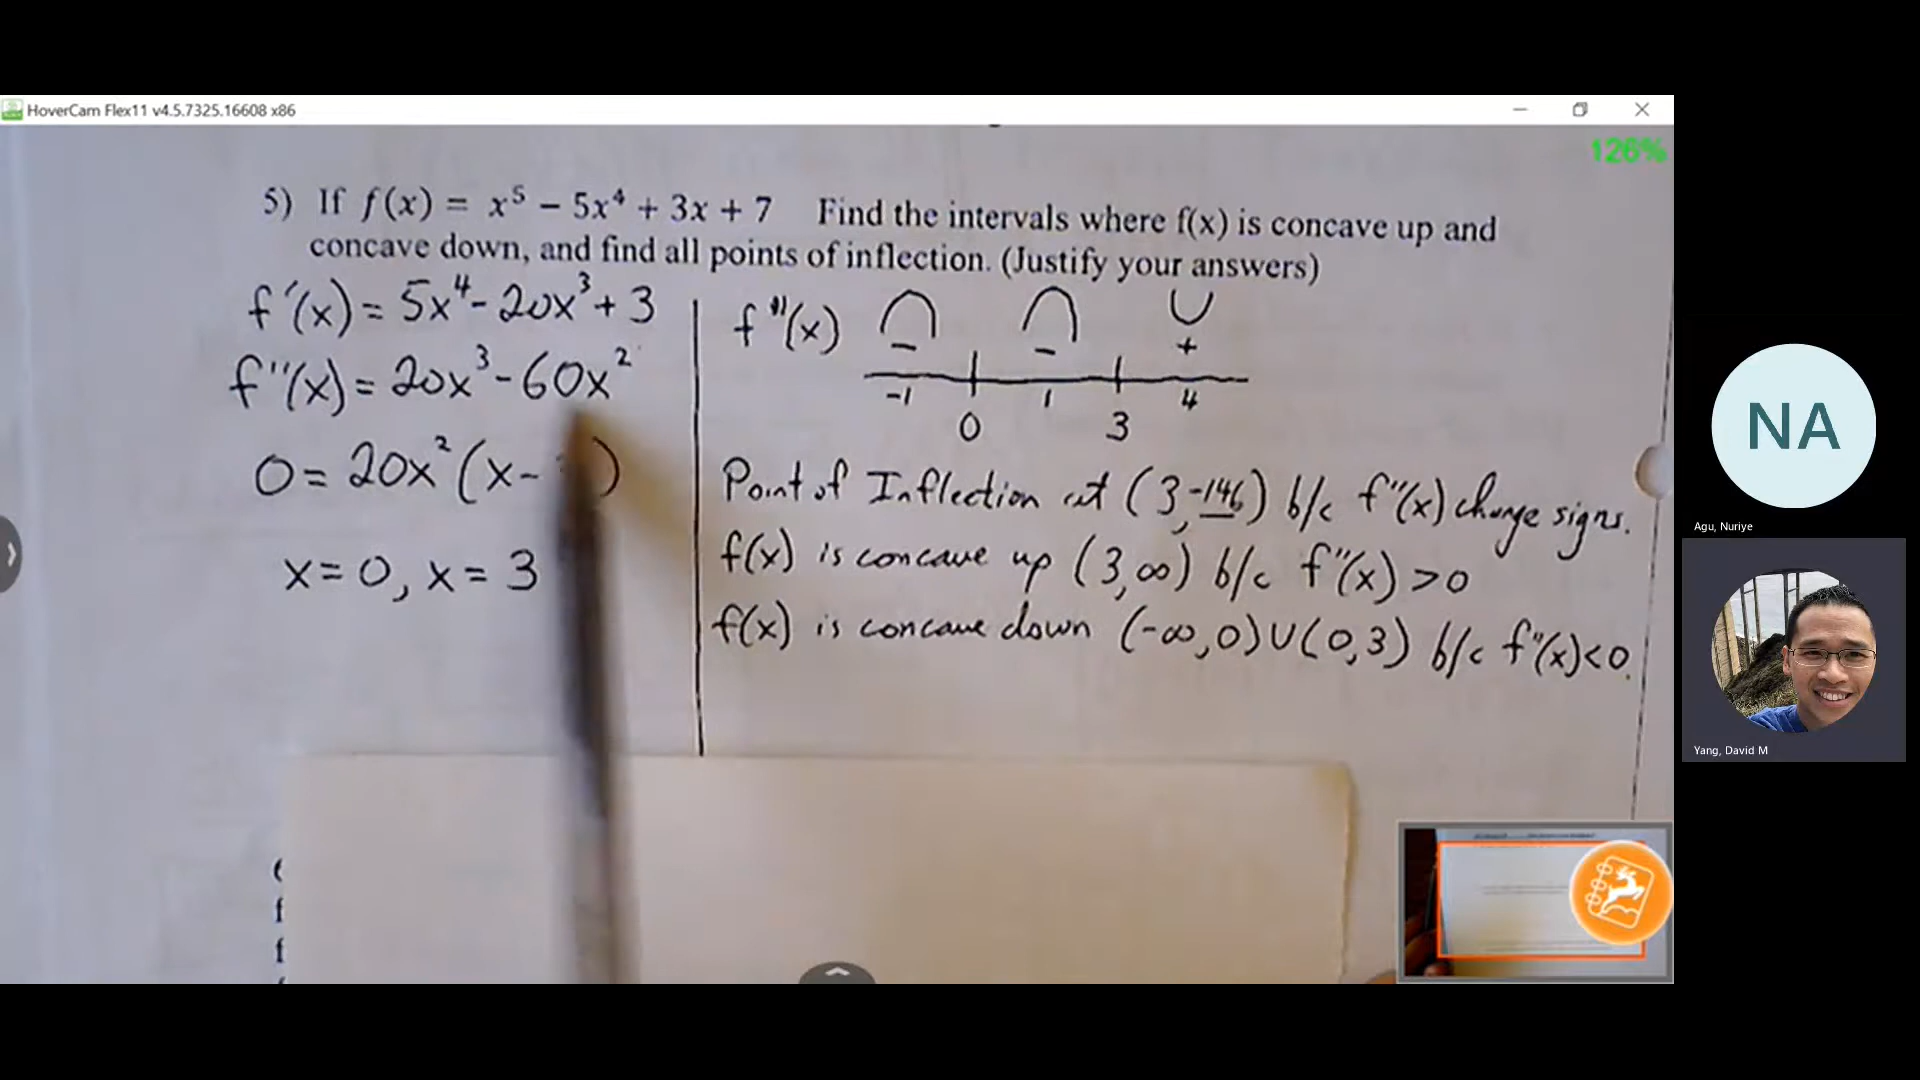 HoverCam Flex11 v4.5.7325.16608 x86
126%
5) If f(x) = x⁵ − 5x⁴ + 3x + 7 Find the intervals where f(x) is concave up and
concave down, and find all points of inflection. (Justify your answers)
f'(x) = 5x⁴ - 20x³ + 3
f''(x) = 20x³ - 60x²
0 = 20x² (x - )
x = 0, x = 3
f''(x)
− − +
-1 1 4
0 3
Point of Inflection at (3, -146) b/c f''(x) change signs.
f(x) is concave up (3, ∞) b/c f''(x) > 0
f(x) is concave down (-∞, 0) ∪ (0, 3) b/c f''(x) < 0.
NA
Agu, Nuriye
Yang, David M